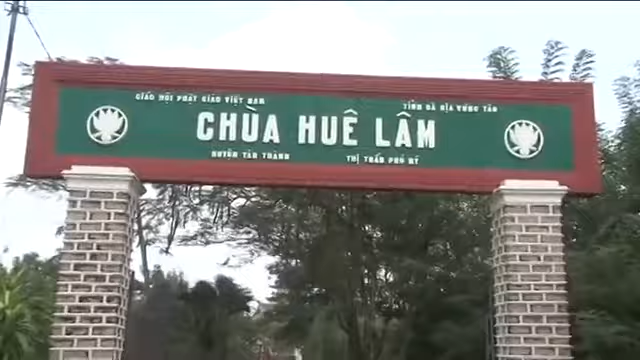 GIÁO HỘI PHẬT GIÁO VIỆT NAM
TỈNH BÀ RỊA VŨNG TÀU
CHÙA HUÊ LÂM
HUYỆN TÂN THÀNH
THỊ TRẤN PHÚ MỸ